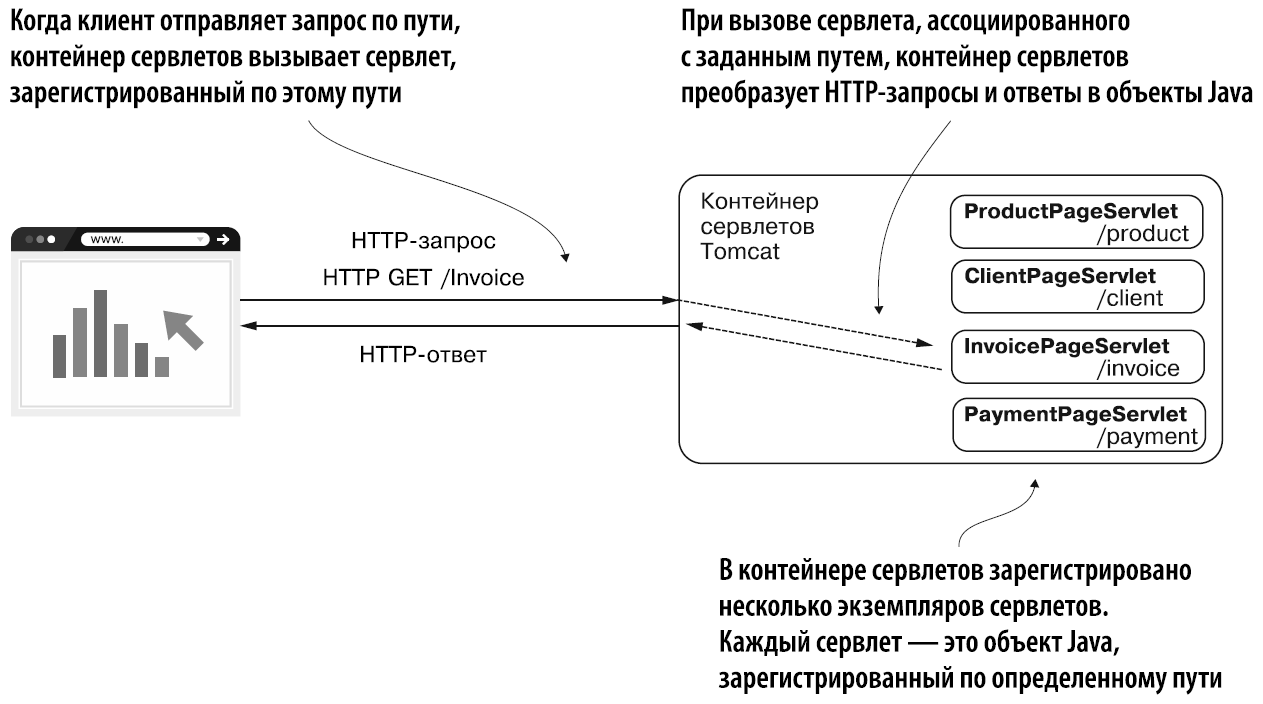 Когда клиент отправляет запрос по пути,
контейнер сервлетов вызывает сервлет,
зарегистрированный по этому пути
При вызове сервлета, ассоциированного
с заданным путем, контейнер сервлетов
преобразует HTTP-запросы и ответы в объекты Java
www.
HTTP-запрос
HTTP GET /Invoice
HTTP-ответ
Контейнер
сервлетов
Tomcat
ProductPageServlet
/product
ClientPageServlet
/client
InvoicePageServlet
/invoice
PaymentPageServlet
/payment
В контейнере сервлетов зарегистрировано
несколько экземпляров сервлетов.
Каждый сервлет — это объект Java,
зарегистрированный по определенному пути